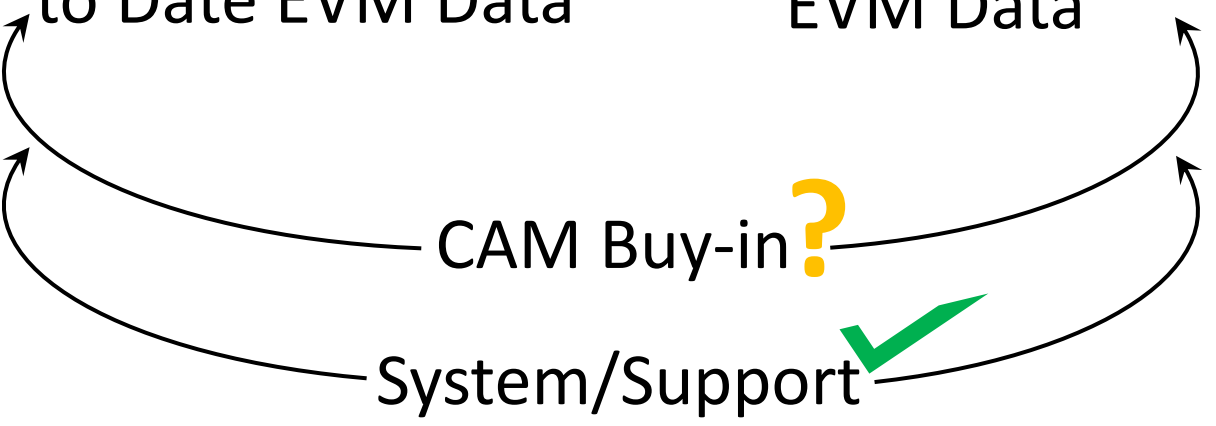 to Date EVM Data
EVM Data
CAM Buy-in?
System/Support